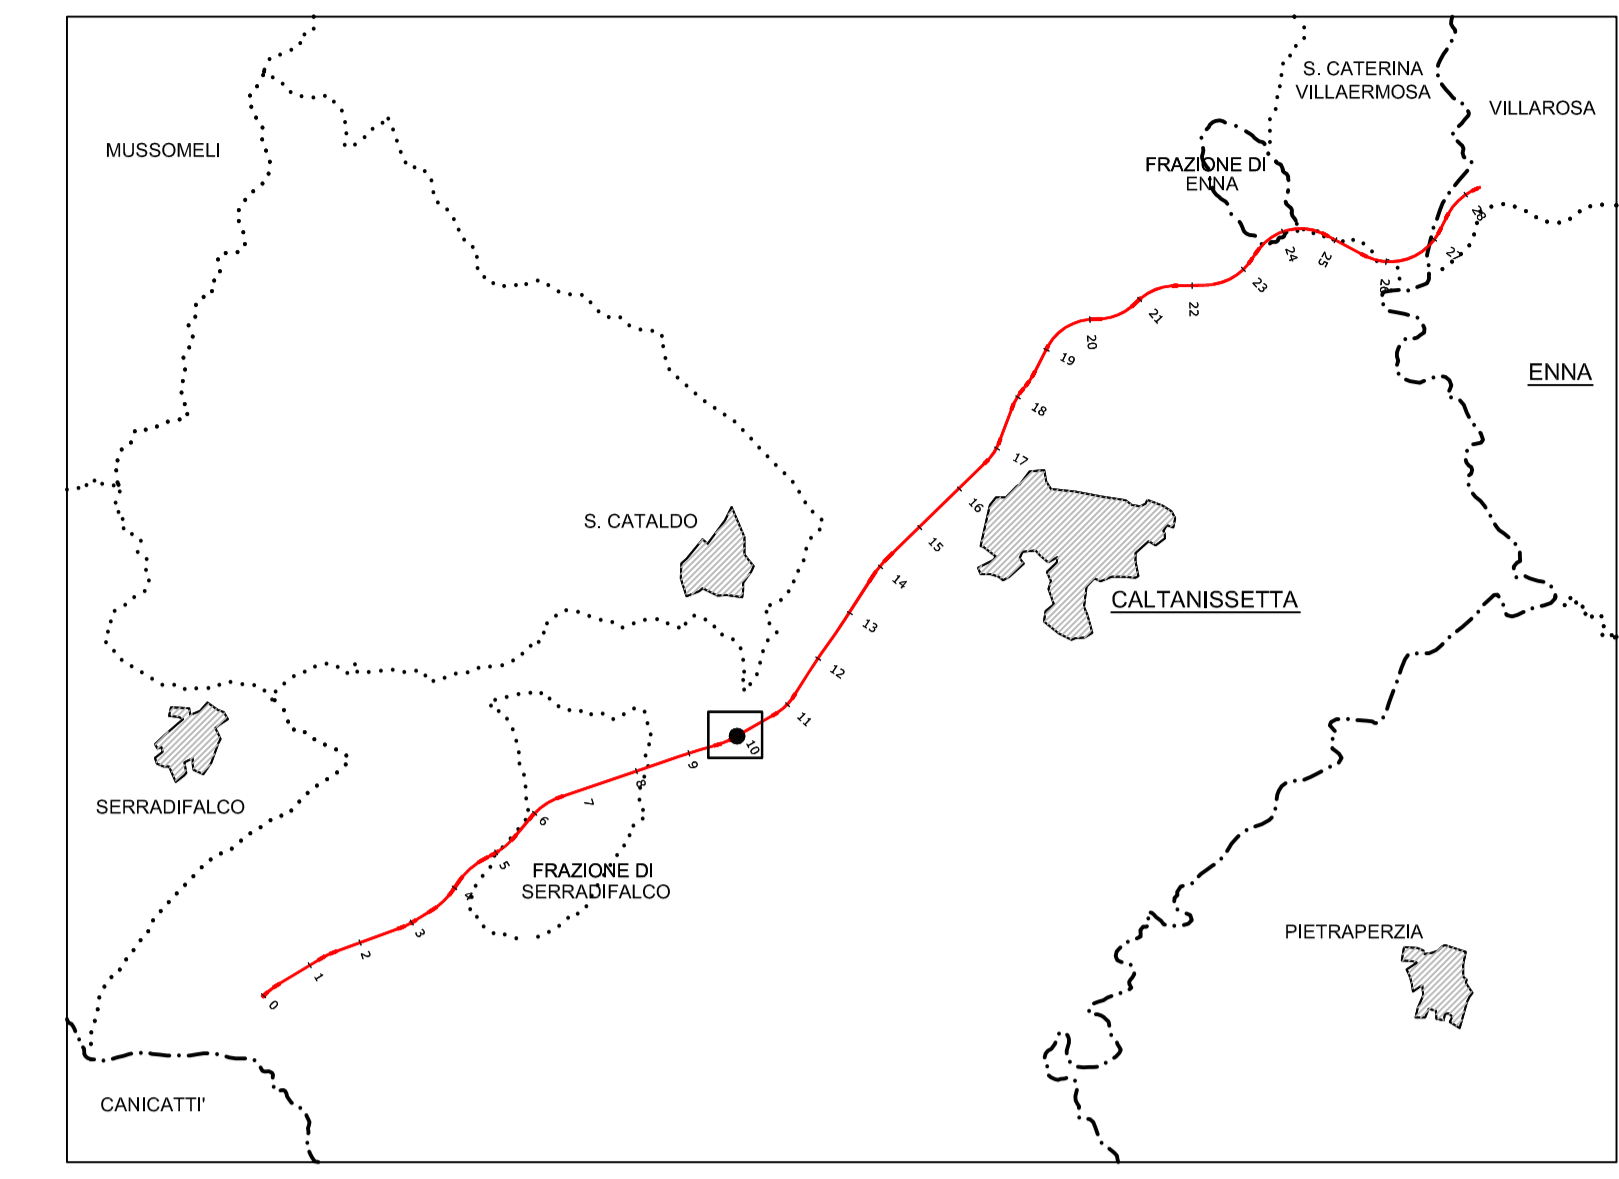 S. CATERINA
VILLAERMOSA
VILLAROSA
MUSSOMELI
FRAZIONE DI
ENNA
ENNA
S. CATALDO
CALTANISSETTA
SERRADIFALCO
FRAZIONE DI
SERRADIFALCO
PIETRAPERZIA
CANICATTI'
0
1
2
3
4
5
6
7
8
9
10
11
12
13
14
15
16
17
18
19
20
21
22
23
24
25
26
27
28